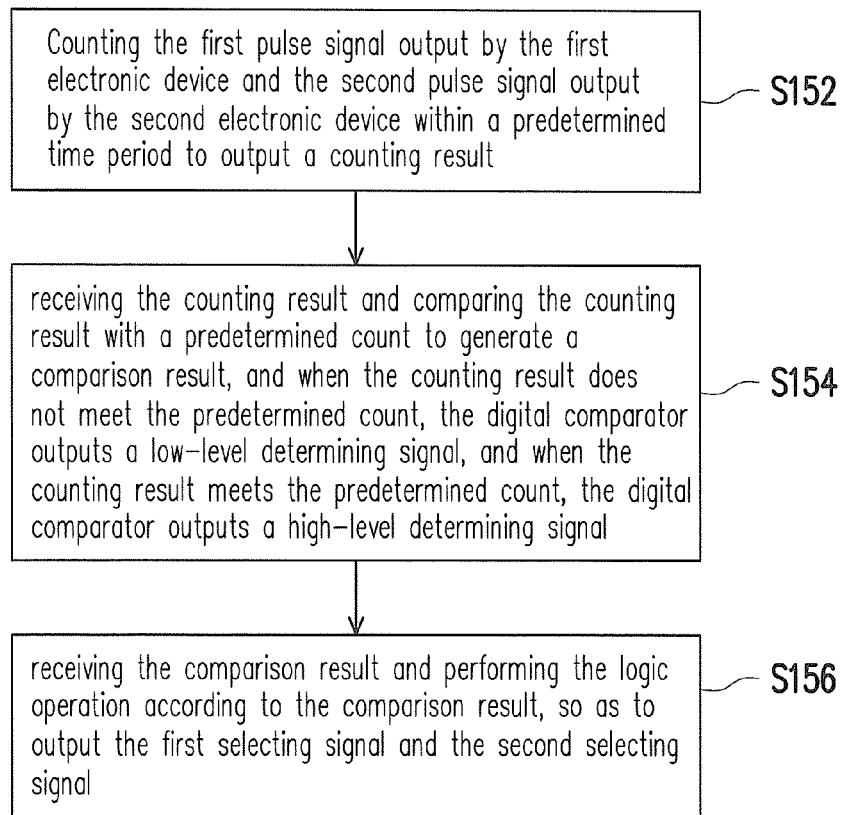 Counting the first pulse signal output by the first
electronic device and the second pulse signal output
by the second electronic device within a predetermined
time period to output a counting result
S152
receiving the counting result and comparing the counting
result with a predetermined count to generate a
comparison result, and when the counting result does
not meet the predetermined count, the digital comparator
outputs a low-level determining signal, and when the
counting result meets the predetermined count, the digital
comparator outputs a high-level determining signal
S154
receiving the comparison result and performing the logic
operation according to the comparison result, so as to
output the first selecting signal and the second selecting
signal
S156